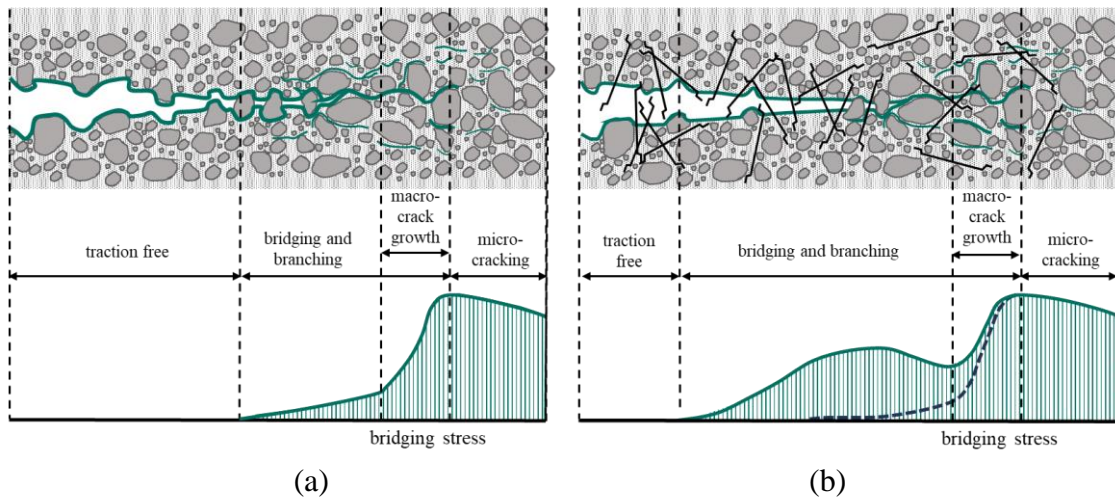 traction free
bridging and
branching
macro-
crack
growth
micro-
cracking
bridging stress
(a)
traction
free
bridging and branching
macro-
crack
growth
micro-
cracking
bridging stress
(b)